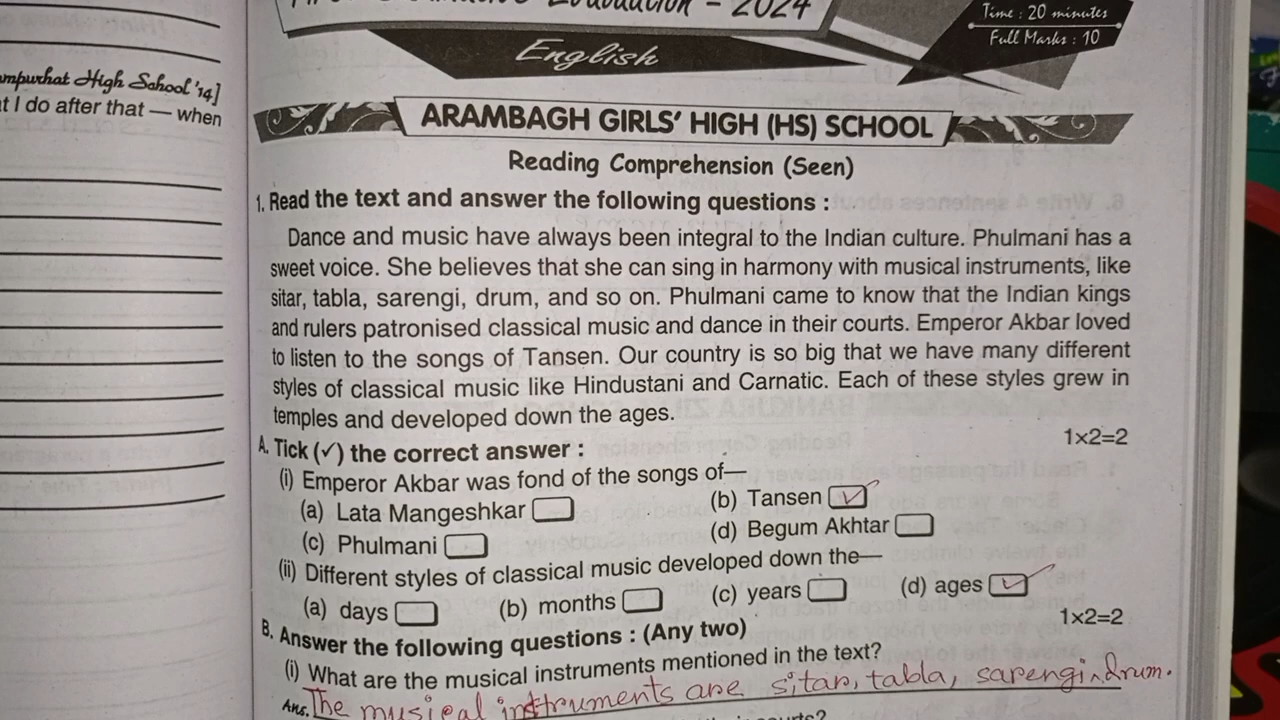 Evaluation – 2024
Time : 20 minutes
Full Marks : 10
English
High School '14]
t I do after that — when
ARAMBAGH GIRLS' HIGH (HS) SCHOOL
Reading Comprehension (Seen)
1. Read the text and answer the following questions :
Dance and music have always been integral to the Indian culture. Phulmani has a
sweet voice. She believes that she can sing in harmony with musical instruments, like
sitar, tabla, sarengi, drum, and so on. Phulmani came to know that the Indian kings
and rulers patronised classical music and dance in their courts. Emperor Akbar loved
to listen to the songs of Tansen. Our country is so big that we have many different
styles of classical music like Hindustani and Carnatic. Each of these styles grew in
temples and developed down the ages.
A. Tick (✓) the correct answer : 1×2=2
(i) Emperor Akbar was fond of the songs of—
(a) Lata Mangeshkar (b) Tansen ✓
(c) Phulmani (d) Begum Akhtar
(ii) Different styles of classical music developed down the—
(a) days (b) months (c) years (d) ages ✓
B. Answer the following questions : (Any two) 1×2=2
(i) What are the musical instruments mentioned in the text?
Ans. The musical instruments are sitar, tabla, sarengi, drum.